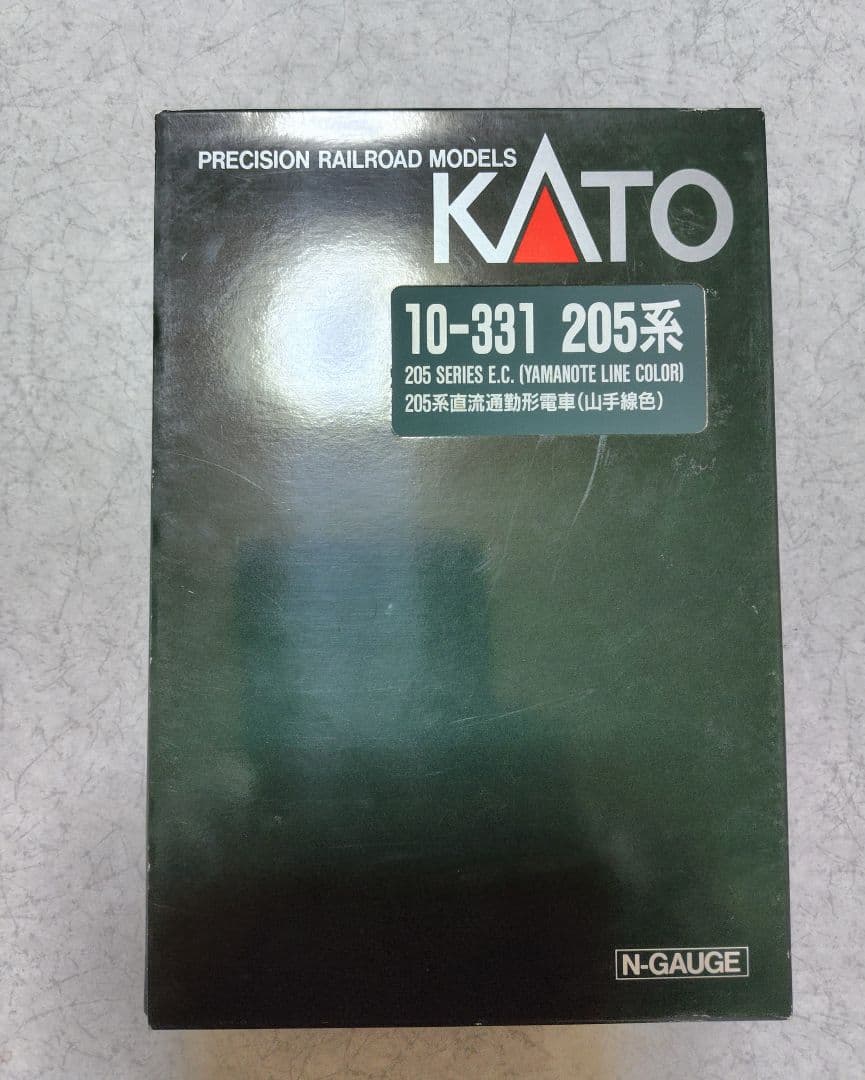 PRECISION RAILROAD MODELS
KATO
10-331 205系
205 SERIES E.C. (YAMANOTE LINE COLOR)
205系直流通勤形電車(山手線色)
N-GAUGE